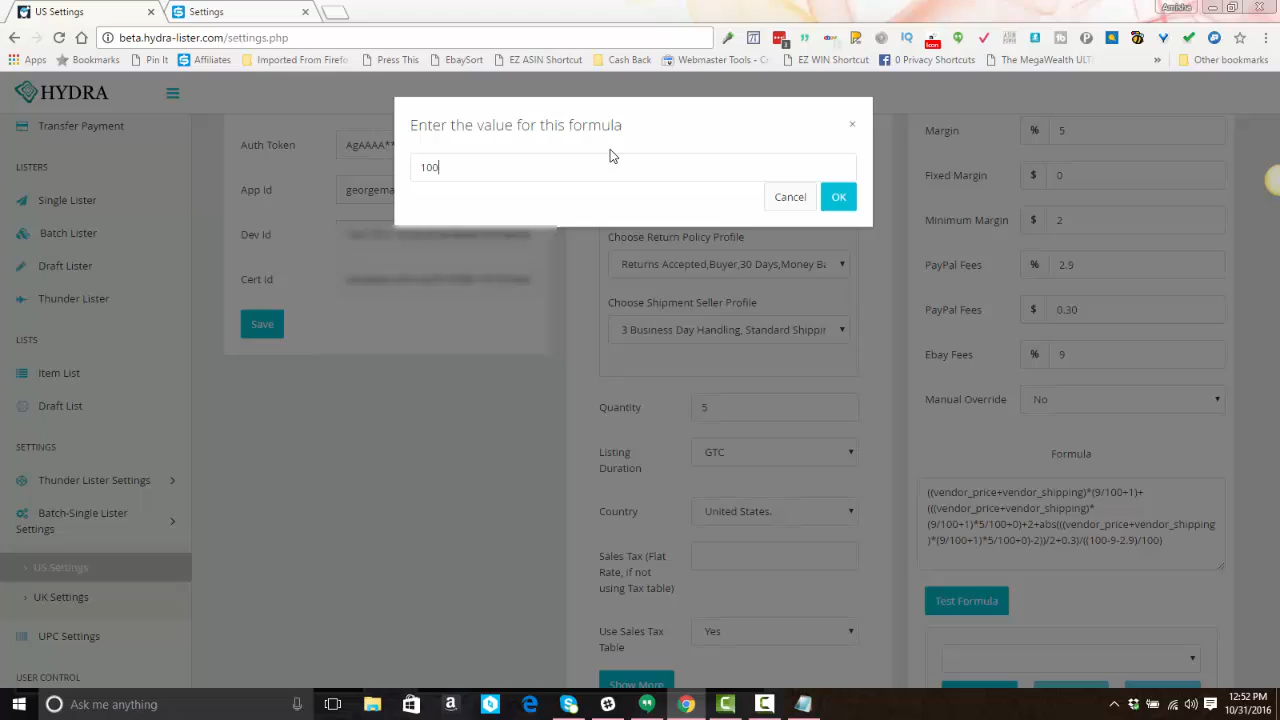 US Settings
Settings
Amisha
beta.hydra-lister.com/settings.php
Apps
Bookmarks
Pin It
Affiliates
Imported From Firefo
Press This
EbaySort
EZ ASIN Shortcut
Cash Back
Webmaster Tools - C
EZ WIN Shortcut
0 Privacy Shortcuts
The MegaWealth ULTI
»
Other bookmarks
HYDRA
Transfer Payment
LISTERS
Single Lister
Batch Lister
Draft Lister
Thunder Lister
LISTS
Item List
Draft List
SETTINGS
Thunder Lister Settings
Batch-Single Lister
Settings
US Settings
UK Settings
UPC Settings
USER CONTROL
Auth Token
AgAAAA**
App Id
georgema
Dev Id
Cert Id
Save
Enter the value for this formula
×
100
Cancel
OK
Choose Return Policy Profile
Returns Accepted,Buyer,30 Days,Money Ba
Choose Shipment Seller Profile
3 Business Day Handling, Standard Shippin
Quantity
5
Listing
Duration
GTC
Country
United States.
Sales Tax (Flat
Rate, if not
using Tax table)
Use Sales Tax
Table
Yes
Show More
Margin
% 5
Fixed Margin
$ 0
Minimum Margin
$ 2
PayPal Fees
% 2.9
PayPal Fees
$ 0.30
Ebay Fees
% 9
Manual Override
No
Formula
((vendor_price+vendor_shipping)*(9/100+1)+
(((vendor_price+vendor_shipping)*
(9/100+1)*5/100+0)+2+abs(((vendor_price+vendor_shipping
)*(9/100+1)*5/100+0)-2))/2+0.3)/((100-9-2.9)/100)
Test Formula
Ask me anything
12:52 PM
10/31/2016